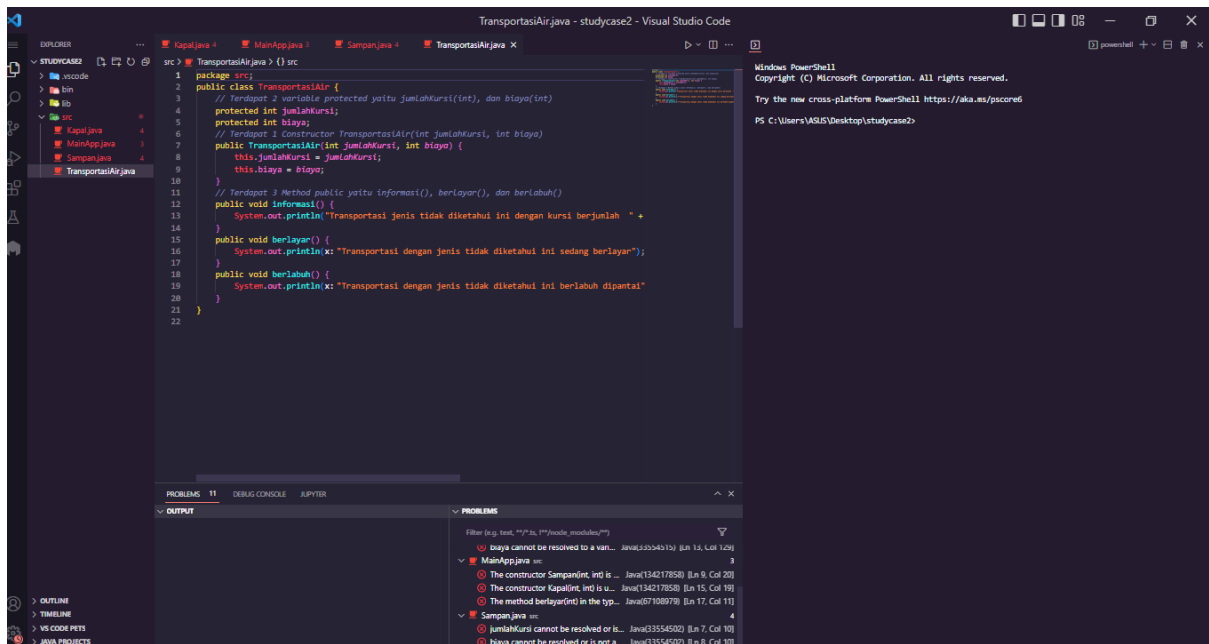 TransportasiAir.java - studycase2 - Visual Studio Code
EXPLORER
STUDYCASE2
.vscode
bin
lib
src
Kapal.java 4
MainApp.java 3
Sampan.java 4
TransportasiAir.java
OUTLINE
TIMELINE
VS CODE PETS
JAVA PROJECTS
Kapal.java 4 MainApp.java 3 Sampan.java 4 TransportasiAir.java
src > TransportasiAir.java > {} src
1 package src;
2 public class TransportasiAir {
3 // Terdapat 2 variable protected yaitu jumlahKursi(int), dan biaya(int)
4 protected int jumlahKursi;
5 protected int biaya;
6 // Terdapat 1 Constructor TransportasiAir(int jumlahKursi, int biaya)
7 public TransportasiAir(int jumlahKursi, int biaya) {
8 this.jumlahKursi = jumlahKursi;
9 this.biaya = biaya;
10 }
11 // Terdapat 3 Method public yaitu informasi(), berlayar(), dan berlabuh()
12 public void informasi() {
13 System.out.println("Transportasi jenis tidak diketahui ini dengan kursi berjumlah " +
14 }
15 public void berlayar() {
16 System.out.println(x: "Transportasi dengan jenis tidak diketahui ini sedang berlayar");
17 }
18 public void berlabuh() {
19 System.out.println(x: "Transportasi dengan jenis tidak diketahui ini berlabuh dipantai"
20 }
21 }
22
PROBLEMS 11 DEBUG CONSOLE JUPYTER
OUTPUT
PROBLEMS
Filter (e.g. text, **/*.ts, !**/node_modules/**)
biaya cannot be resolved to a van... Java(33554515) [Ln 13, Col 129]
MainApp.java src 3
The constructor Sampan(int, int) is ... Java(134217858) [Ln 9, Col 20]
The constructor Kapal(int, int) is u... Java(134217858) [Ln 15, Col 19]
The method berlayar(int) in the typ... Java(67108979) [Ln 17, Col 11]
Sampan.java src 4
jumlahKursi cannot be resolved or is... Java(33554502) [Ln 7, Col 10]
biaya cannot be resolved or is not a... Java(33554502) [Ln 8, Col 10]
powershell
Windows PowerShell
Copyright (C) Microsoft Corporation. All rights reserved.
Try the new cross-platform PowerShell https://aka.ms/pscore6
PS C:\Users\ASUS\Desktop\studycase2>